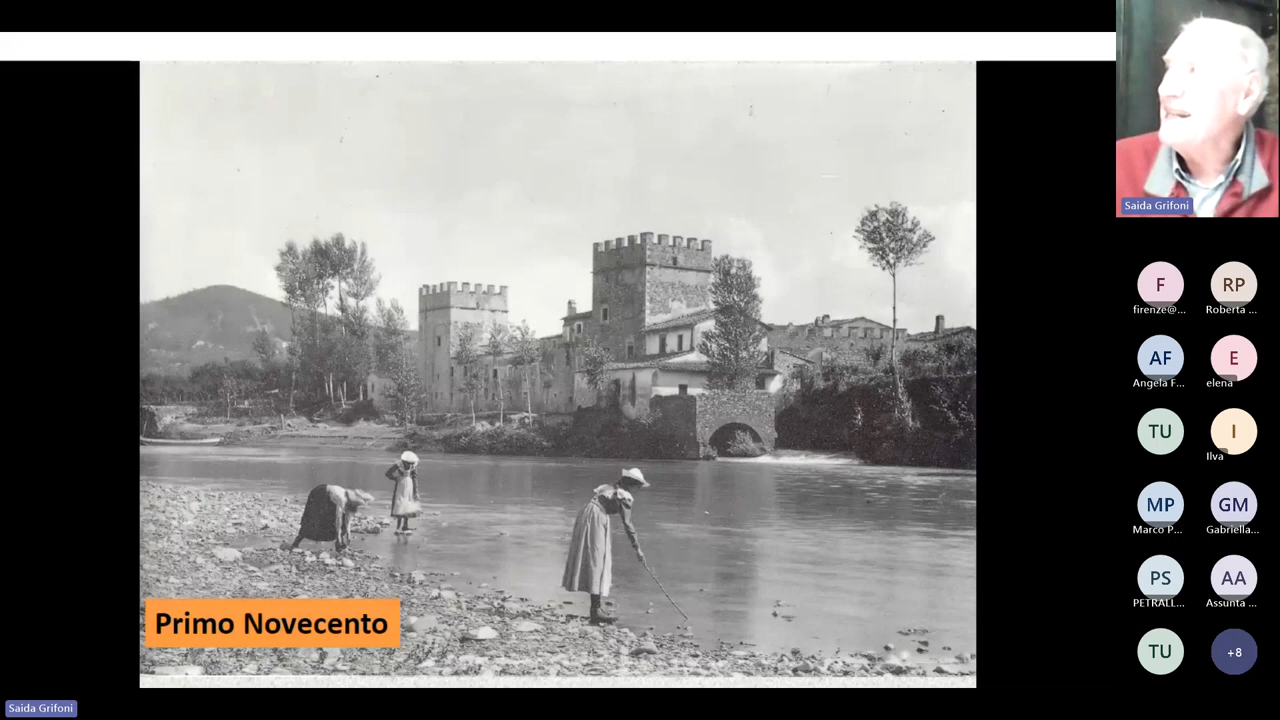 Saida Grifoni
F
RP
firenze@...
Roberta ...
AF
E
Angela F...
elena
TU
I
Ilva
MP
GM
Marco P...
Gabriella...
PS
AA
PETRALL...
Assunta ...
TU
+8
Primo Novecento
Saida Grifoni